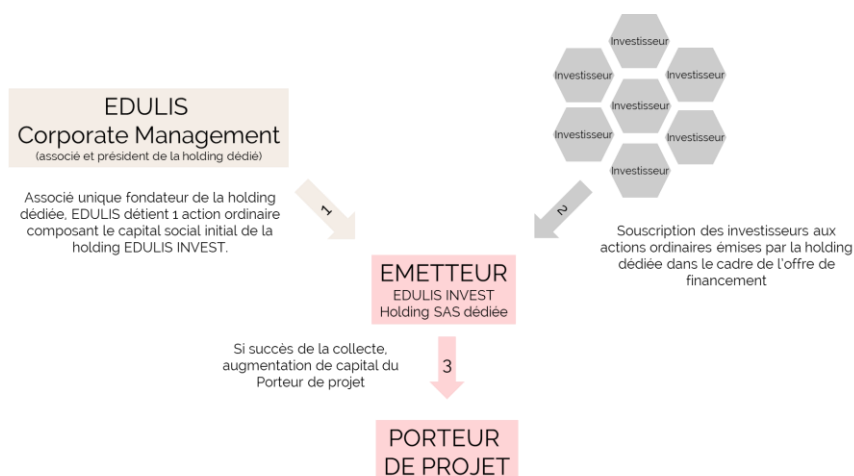 Investisseur
Investisseur
Investisseur
Investisseur
Investisseur
Investisseur
Investisseur
EDULIS
Corporate Management
(associé et président de la holding dédié)
Associé unique fondateur de la holding
dédiée, EDULIS détient 1 action ordinaire
composant le capital social initial de la
holding EDULIS INVEST.
1
2
Souscription des investisseurs aux
actions ordinaires émises par la holding
dédiée dans le cadre de l'offre de
financement
EMETTEUR
EDULIS INVEST
Holding SAS dédiée
Si succès de la collecte,
augmentation de capital du
Porteur de projet
3
PORTEUR
DE PROJET